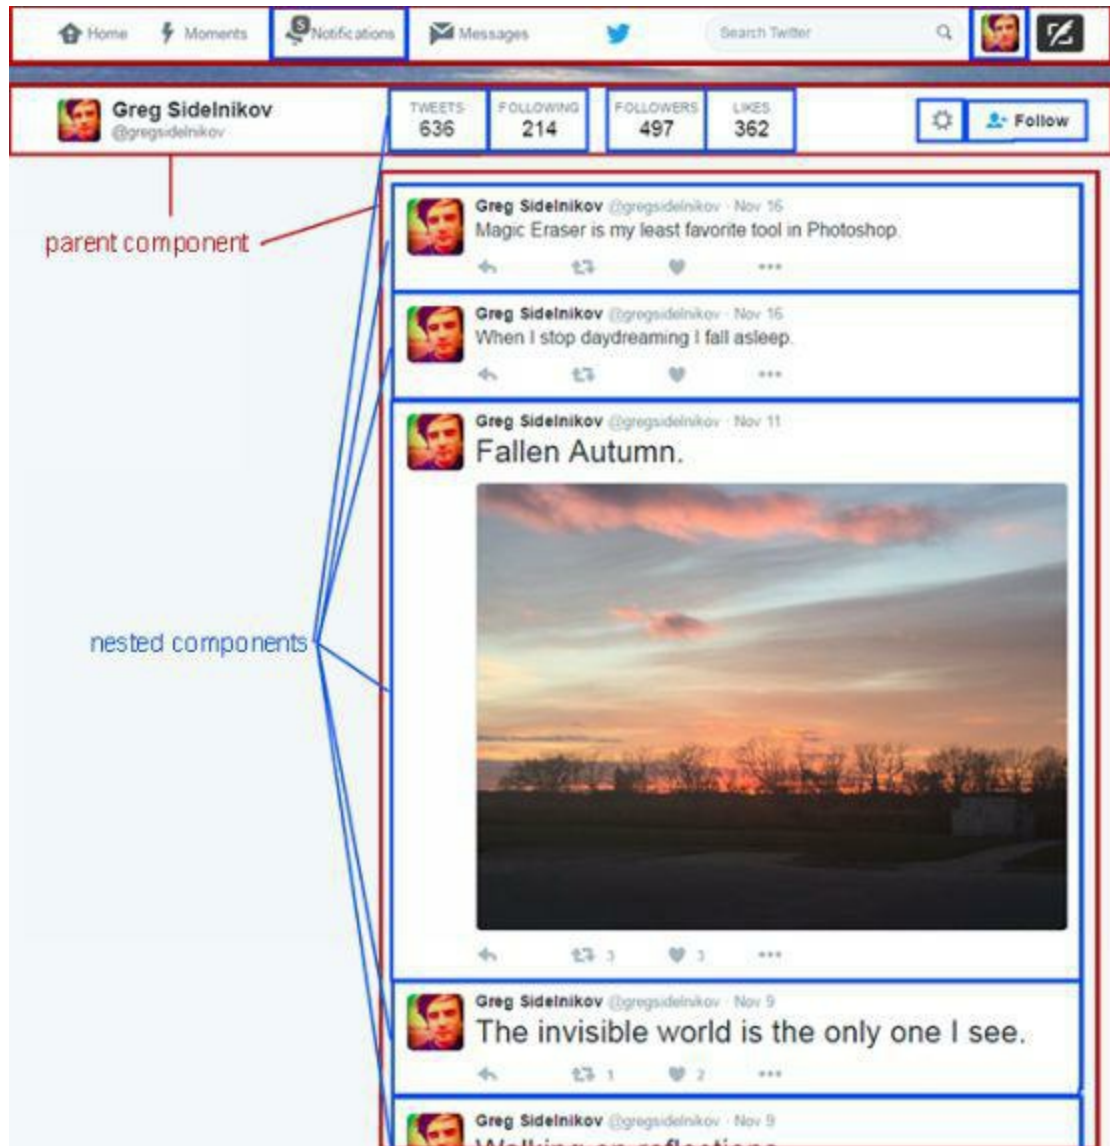 Home Moments Notifications Messages Search Twitter
Greg Sidelnikov
@gregsidelnikov
TWEETS FOLLOWING FOLLOWERS LIKES
636 214 497 362
Follow
parent component
Greg Sidelnikov @gregsidelnikov · Nov 16
Magic Eraser is my least favorite tool in Photoshop.
Greg Sidelnikov @gregsidelnikov · Nov 16
When I stop daydreaming I fall asleep.
Greg Sidelnikov @gregsidelnikov · Nov 11
Fallen Autumn.
nested components
3 3
Greg Sidelnikov @gregsidelnikov · Nov 9
The invisible world is the only one I see.
1 2
Greg Sidelnikov @gregsidelnikov · Nov 9
Walking on reflections